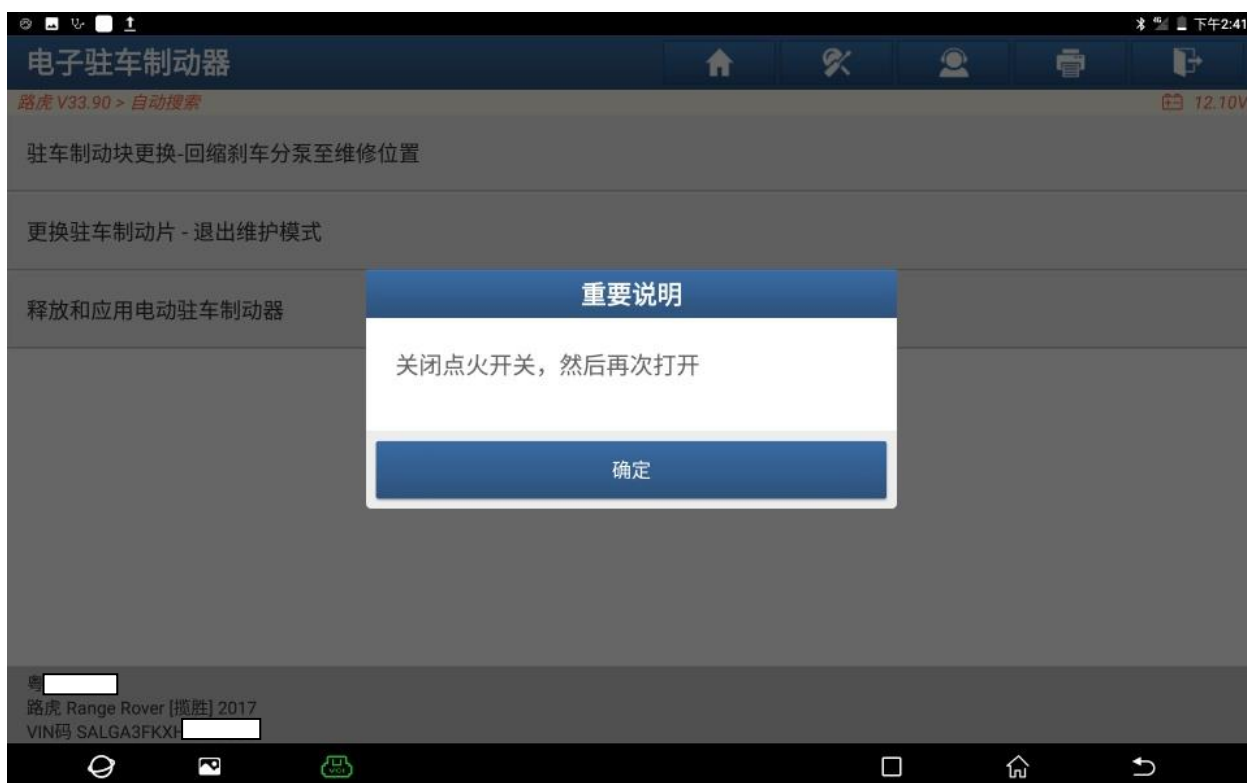 下午2:41
电子驻车制动器
路虎 V33.90 > 自动搜索
12.10V
驻车制动块更换-回缩刹车分泵至维修位置
更换驻车制动片 - 退出维护模式
释放和应用电动驻车制动器
重要说明
关闭点火开关，然后再次打开
确定
粤
路虎 Range Rover [揽胜] 2017
VIN码 SALGA3FKXH
VCI